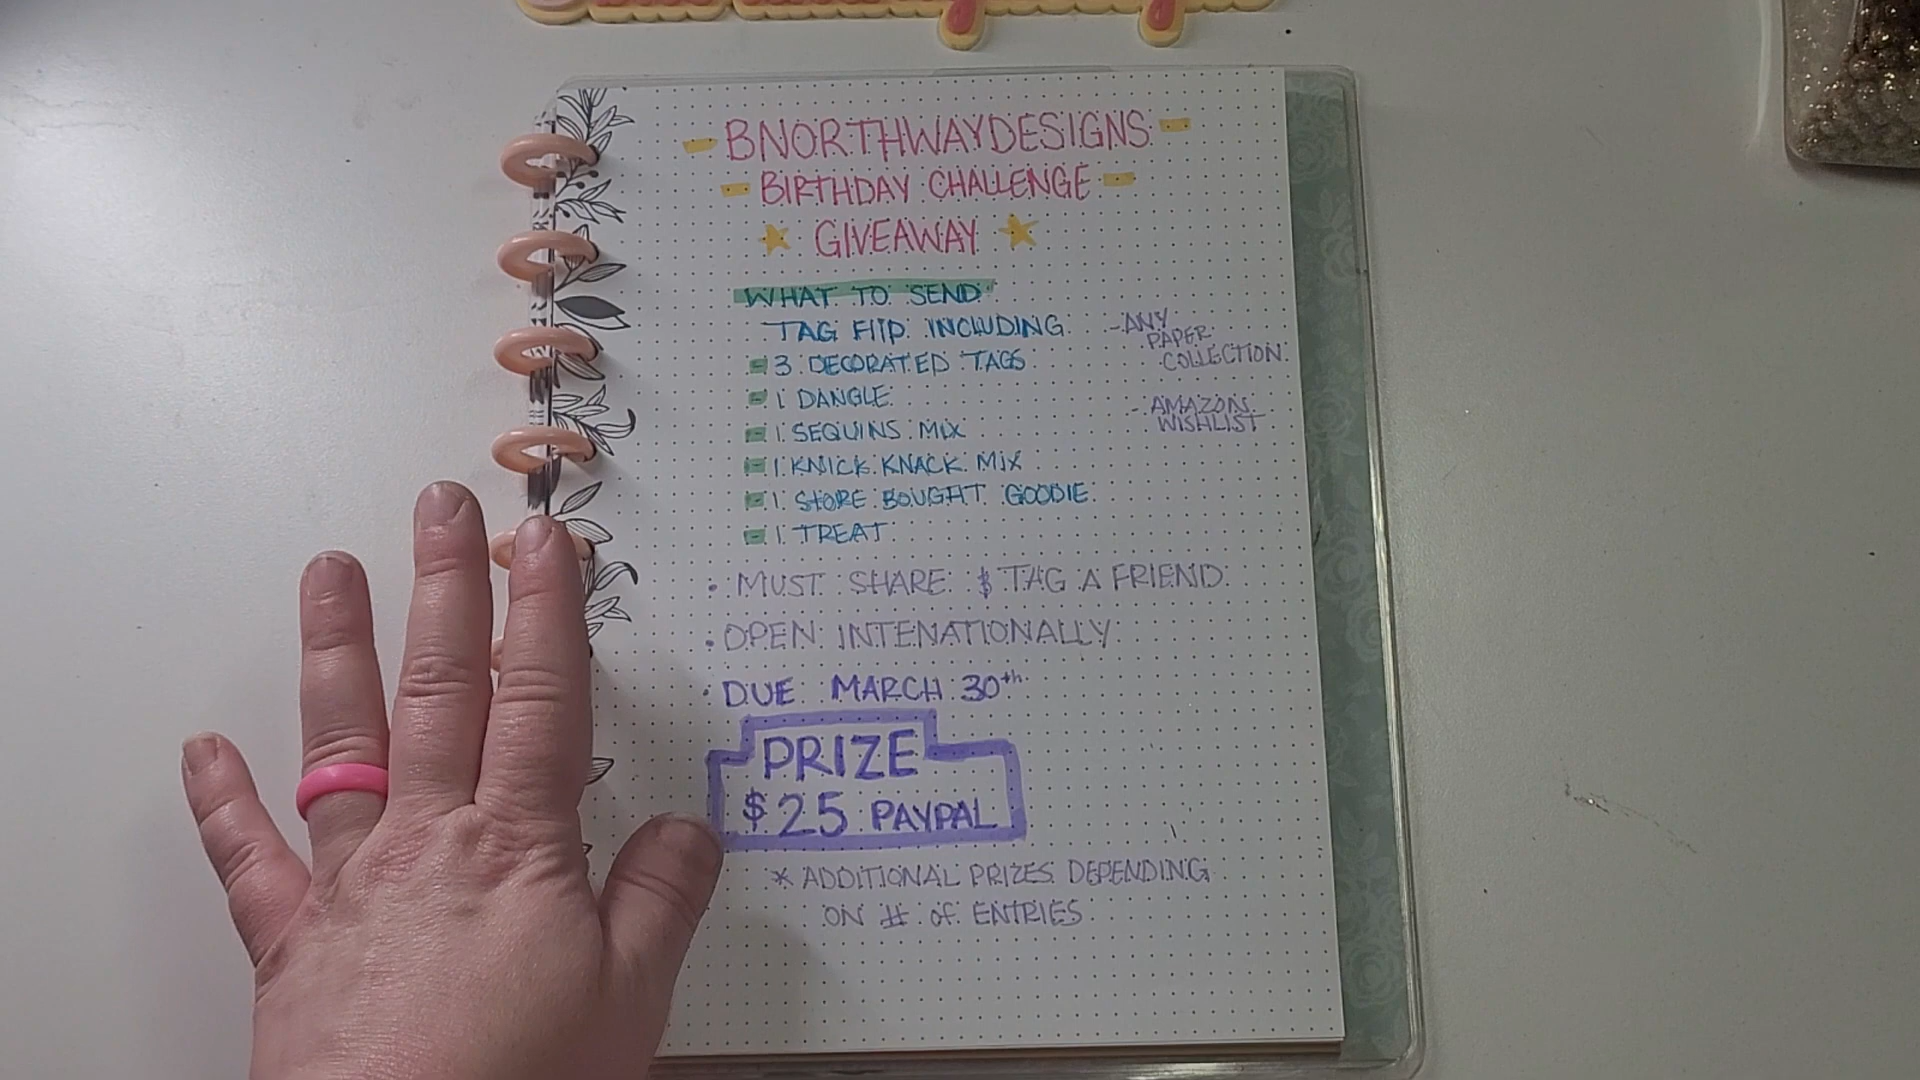 BNORTHWAYDESIGNS
BIRTHDAY CHALLENGE
GIVEAWAY
WHAT TO SEND
TAG FlIP INCLUDING
- 3 DECORATED TAGS
- 1 DANGLE
- 1 SEQUINS MIX
- 1 KNICK KNACK MIX
- 1 STORE BOUGHT GOODIE
- 1 TREAT
- ANY
PAPER
COLLECTION
- AMAZON
WISHLIST
• MUST SHARE $ TAG A FRIEND
• OPEN INTENATIONALLY
• DUE MARCH 30th
PRIZE
$25 PAYPAL
* ADDITIONAL PRIZES DEPENDING
ON # of ENTRIES